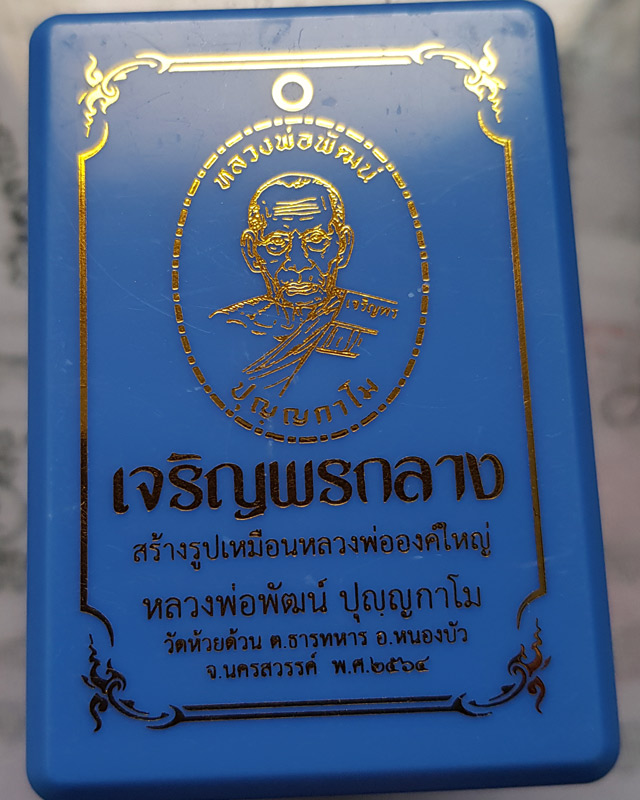 หลวงพ่อพัฒน์
เจริญพร
ปุญฺญกาโม
เจริญพรกลาง
สร้างรูปเหมือนหลวงพ่อองค์ใหญ่
หลวงพ่อพัฒน์ ปุญฺญกาโม
วัดห้วยด้วน ต.ธารทหาร อ.หนองบัว
จ.นครสวรรค์ พ.ศ.๒๕๖๔